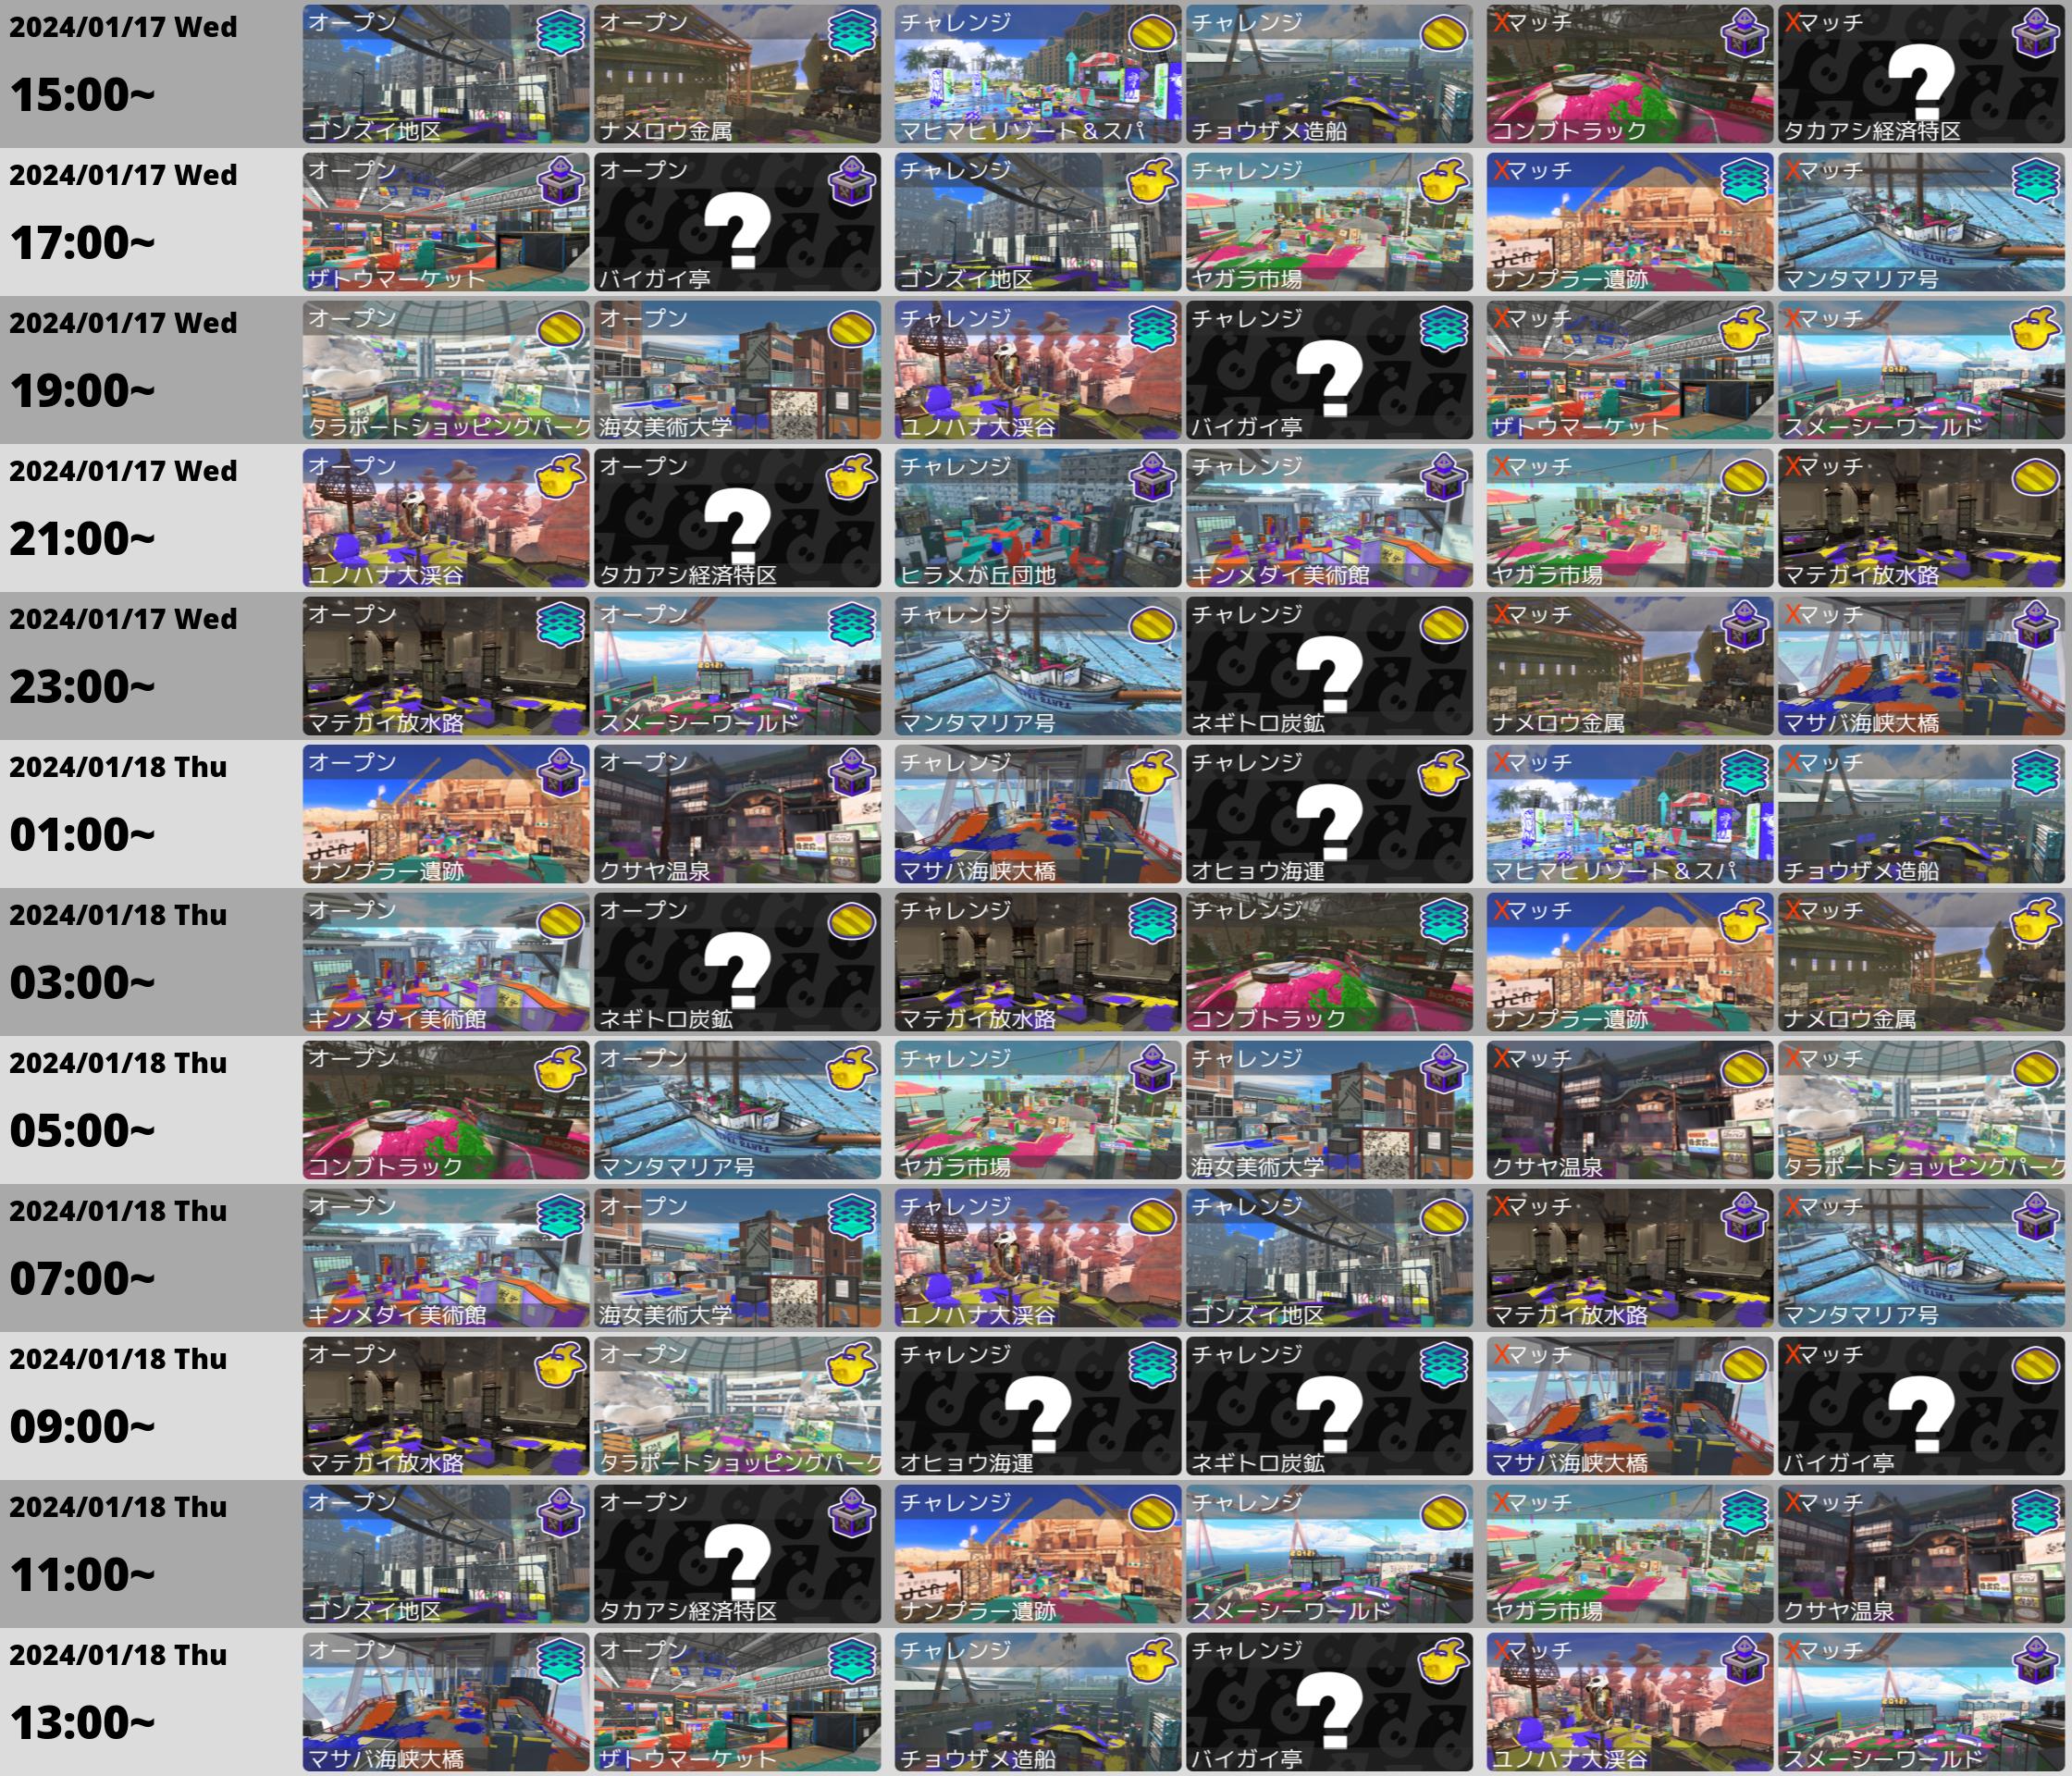 2024/01/17 Wed
15:00~
オープン オープン チャレンジ チャレンジ Xマッチ Xマッチ
ゴンズイ地区 ナメロウ金属 マヒマヒリゾート＆スパ チョウザメ造船 コンブトラック タカアシ経済特区
2024/01/17 Wed
17:00~
オープン オープン チャレンジ チャレンジ Xマッチ Xマッチ
ザトウマーケット バイガイ亭 ゴンズイ地区 ヤガラ市場 ナンプラー遺跡 マンタマリア号
2024/01/17 Wed
19:00~
オープン オープン チャレンジ チャレンジ Xマッチ Xマッチ
タラポートショッピングパーク 海女美術大学 ユノハナ大渓谷 バイガイ亭 ザトウマーケット スメーシーワールド
2024/01/17 Wed
21:00~
オープン オープン チャレンジ チャレンジ Xマッチ Xマッチ
ユノハナ大渓谷 タカアシ経済特区 ヒラメが丘団地 キンメダイ美術館 ヤガラ市場 マテガイ放水路
2024/01/17 Wed
23:00~
オープン オープン チャレンジ チャレンジ Xマッチ Xマッチ
マテガイ放水路 スメーシーワールド マンタマリア号 ネギトロ炭鉱 ナメロウ金属 マサバ海峡大橋
2024/01/18 Thu
01:00~
オープン オープン チャレンジ チャレンジ Xマッチ Xマッチ
ナンプラー遺跡 クサヤ温泉 マサバ海峡大橋 オヒョウ海運 マヒマヒリゾート＆スパ チョウザメ造船
2024/01/18 Thu
03:00~
オープン オープン チャレンジ チャレンジ Xマッチ Xマッチ
キンメダイ美術館 ネギトロ炭鉱 マテガイ放水路 コンブトラック ナンプラー遺跡 ナメロウ金属
2024/01/18 Thu
05:00~
オープン オープン チャレンジ チャレンジ Xマッチ Xマッチ
コンブトラック マンタマリア号 ヤガラ市場 海女美術大学 クサヤ温泉 タラポートショッピングパーク
2024/01/18 Thu
07:00~
オープン オープン チャレンジ チャレンジ Xマッチ Xマッチ
キンメダイ美術館 海女美術大学 ユノハナ大渓谷 ゴンズイ地区 マテガイ放水路 マンタマリア号
2024/01/18 Thu
09:00~
オープン オープン チャレンジ チャレンジ Xマッチ Xマッチ
マテガイ放水路 タラポートショッピングパーク オヒョウ海運 ネギトロ炭鉱 マサバ海峡大橋 バイガイ亭
2024/01/18 Thu
11:00~
オープン オープン チャレンジ チャレンジ Xマッチ Xマッチ
ゴンズイ地区 タカアシ経済特区 ナンプラー遺跡 スメーシーワールド ヤガラ市場 クサヤ温泉
2024/01/18 Thu
13:00~
オープン オープン チャレンジ チャレンジ Xマッチ Xマッチ
マサバ海峡大橋 ザトウマーケット チョウザメ造船 バイガイ亭 ユノハナ大渓谷 スメーシーワールド